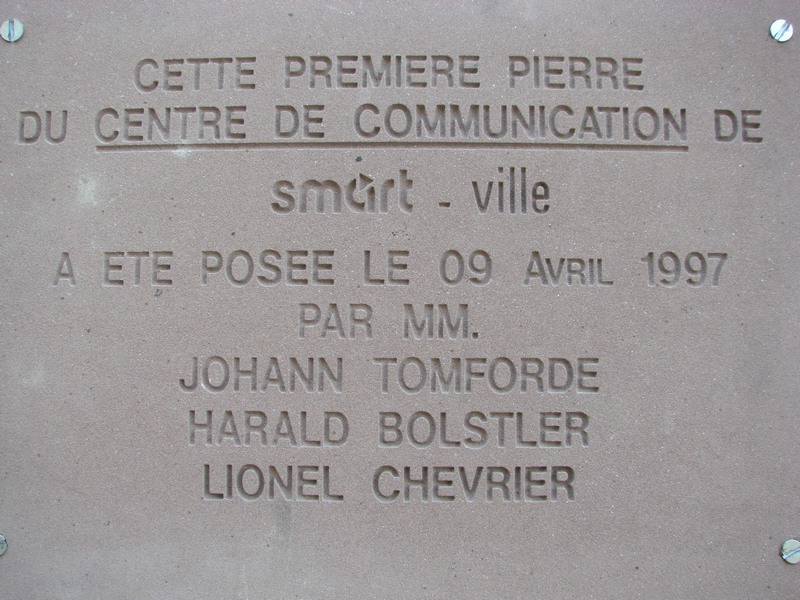 CETTE PREMIERE PIERRE
DU CENTRE DE COMMUNICATION DE
smart - ville
A ETE POSEE LE 09 AVRIL 1997
PAR MM.
JOHANN TOMFORDE
HARALD BOLSTLER
LIONEL CHEVRIER